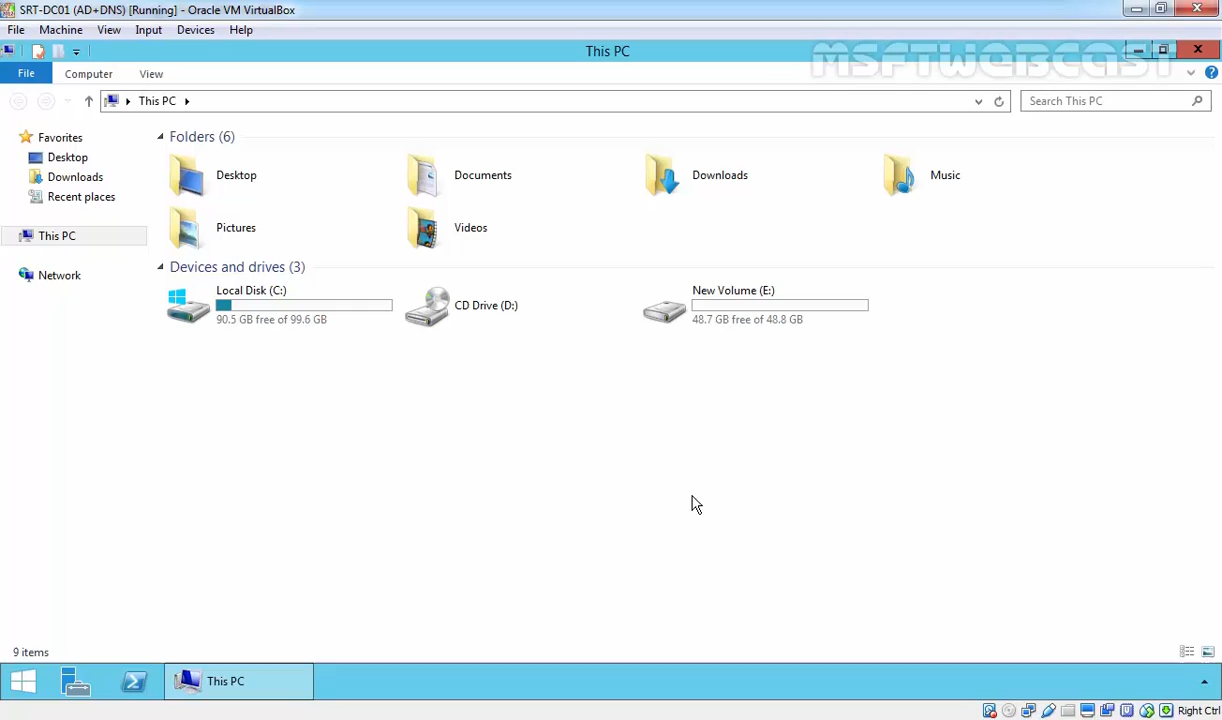 SRT-DC01 (AD+DNS) [Running] - Oracle VM VirtualBox
File Machine View Input Devices Help
This PC
MSFTWEBCAST
File Computer View
This PC
Search This PC
Favorites
Desktop
Downloads
Recent places
This PC
Network
Folders (6)
Desktop
Documents
Downloads
Music
Pictures
Videos
Devices and drives (3)
Local Disk (C:)
90.5 GB free of 99.6 GB
CD Drive (D:)
New Volume (E:)
48.7 GB free of 48.8 GB
9 items
This PC
Right Ctrl